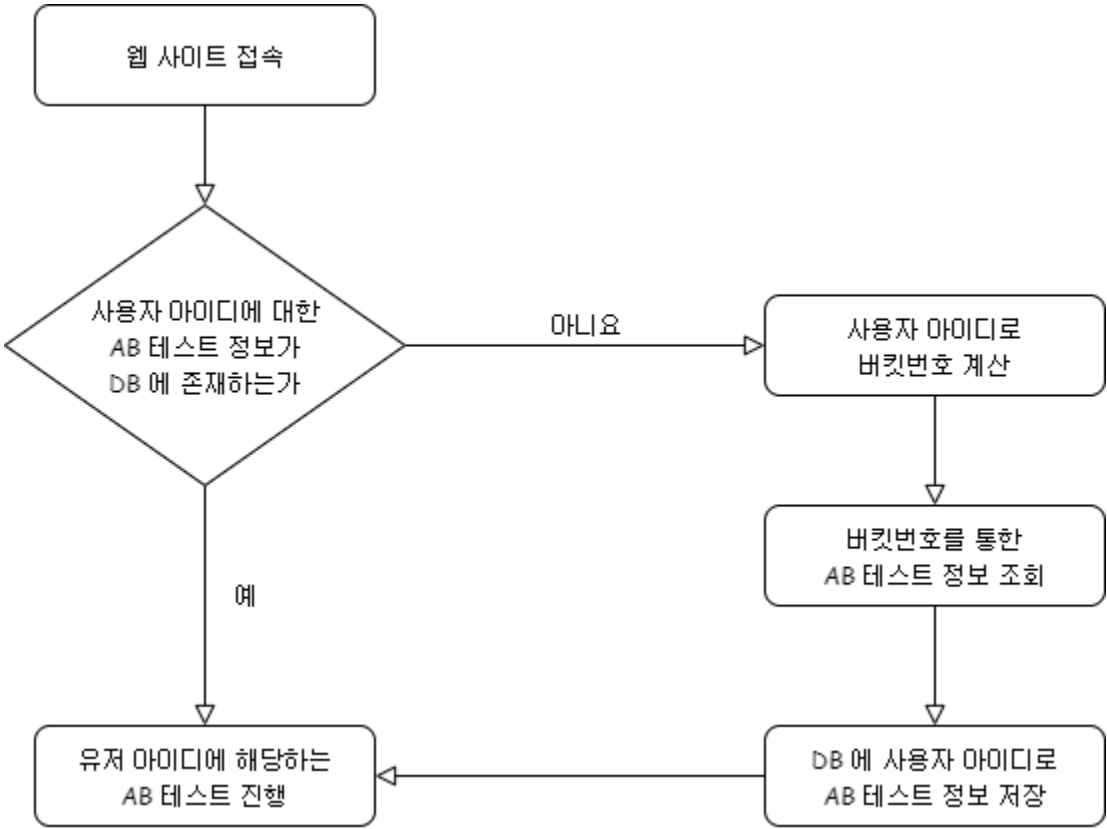 웹 사이트 접속
사용자 아이디에 대한
AB 테스트 정보가
DB 에 존재하는가
아니요
사용자 아이디로
버킷번호 계산
버킷번호를 통한
AB 테스트 정보 조회
예
유저 아이디에 해당하는
AB 테스트 진행
DB 에 사용자 아이디로
AB 테스트 정보 저장